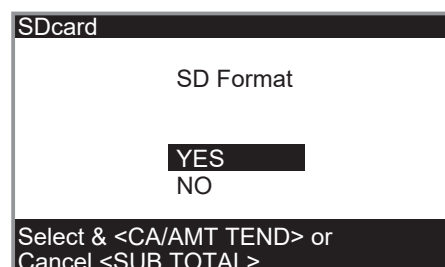 SDcard
SD Format
YES
NO
Select & <CA/AMT TEND> or
Cancel <SUB TOTAL>